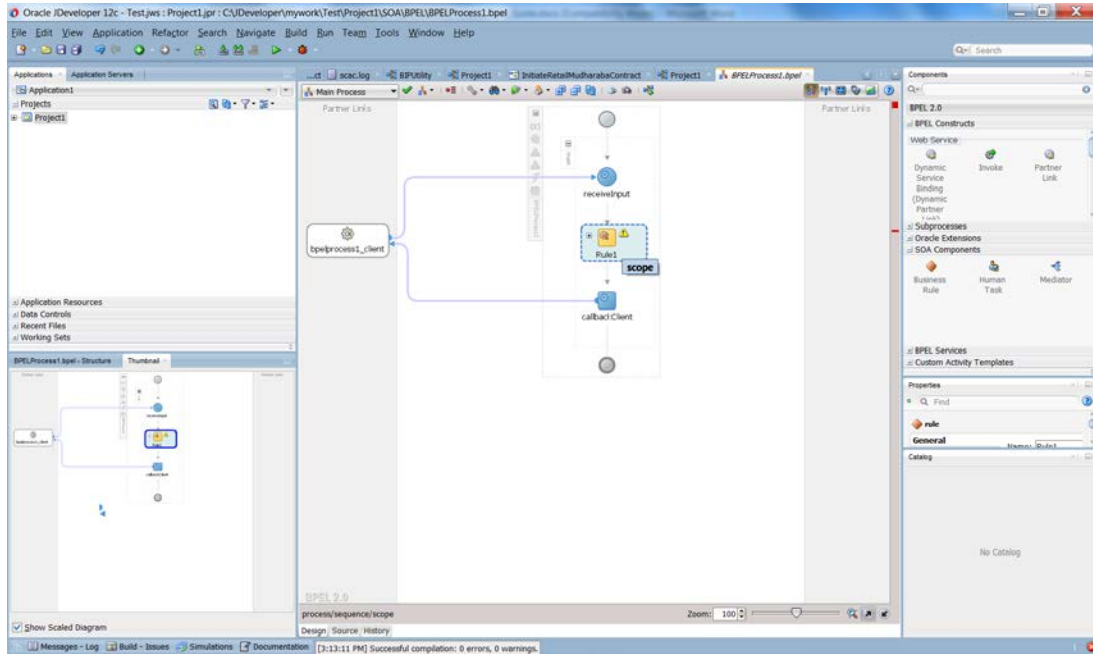 Oracle JDeveloper 12c - Test.jws : Project1.jpr : C:\JDeveloper\mywork\Test\Project1\SOA\BPEL\BPELProcess1.bpel
File Edit View Application Refactor Search Navigate Build Run Team Tools Window Help
Search
Applications Application Servers
...ct scac.log BIPUtility Project1 InitiateRetailMudharabaContract Project1 BPELProcess1.bpel
Components
Application1
Main Process
Projects
Project1
Partner Links
Partner Links
BPEL 2.0
BPEL Constructs
Web Service
Dynamic Service Binding (Dynamic Partner
Invoke
Partner Link
receiveInput
bpelprocess1_client
Rule1
scope
callbackClient
Subprocesses
Oracle Extensions
SOA Components
Business Rule
Human Task
Mediator
Application Resources
Data Controls
Recent Files
Working Sets
BPEL Services
Custom Activity Templates
BPELProcess1.bpel - Structure Thumbnail
Properties
Find
rule
General
Name: Rule1
Catalog
No Catalog
BPEL 2.0
process/sequence/scope
Zoom: 100
Show Scaled Diagram
Design Source History
Messages - Log Build - Issues Simulations Documentation [3:13:11 PM] Successful compilation: 0 errors, 0 warnings.